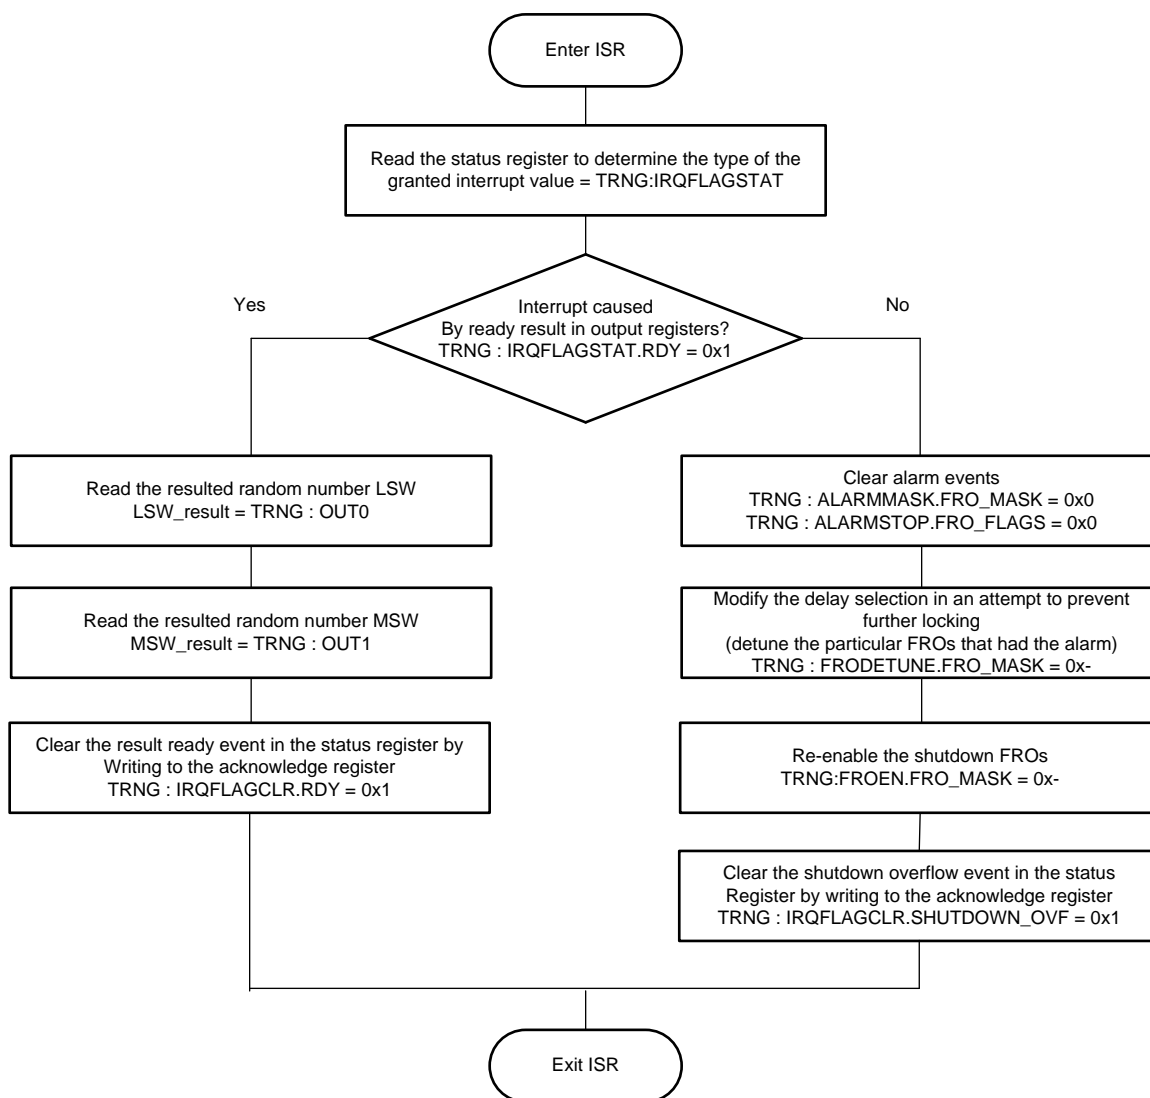 Enter ISR
Read the status register to determine the type of the
granted interrupt value = TRNG:IRQFLAGSTAT
Yes
No
Interrupt caused
By ready result in output registers?
TRNG : IRQFLAGSTAT.RDY = 0x1
Read the resulted random number LSW
LSW_result = TRNG : OUT0
Read the resulted random number MSW
MSW_result = TRNG : OUT1
Clear the result ready event in the status register by
Writing to the acknowledge register
TRNG : IRQFLAGCLR.RDY = 0x1
Clear alarm events
TRNG : ALARMMASK.FRO_MASK = 0x0
TRNG : ALARMSTOP.FRO_FLAGS = 0x0
Modify the delay selection in an attempt to prevent
further locking
(detune the particular FROs that had the alarm)
TRNG : FRODETUNE.FRO_MASK = 0x-
Re-enable the shutdown FROs
TRNG:FROEN.FRO_MASK = 0x-
Clear the shutdown overflow event in the status
Register by writing to the acknowledge register
TRNG : IRQFLAGCLR.SHUTDOWN_OVF = 0x1
Exit ISR